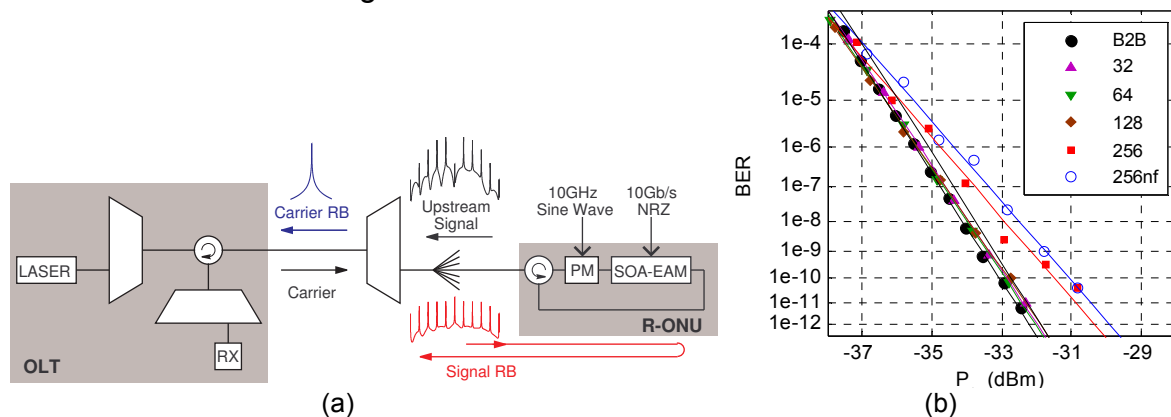 LASER
OLT
RX
Carrier RB
Carrier
Upstream
Signal
10GHz
Sine Wave
10Gb/s
NRZ
PM
SOA-EAM
R-ONU
Signal RB
(a)
BER
1e-4
1e-5
1e-6
1e-7
1e-8
1e-9
1e-10
1e-11
1e-12
B2B
32
64
128
256
256nf
-37
-35
-33
-31
-29
P (dBm)
(b)